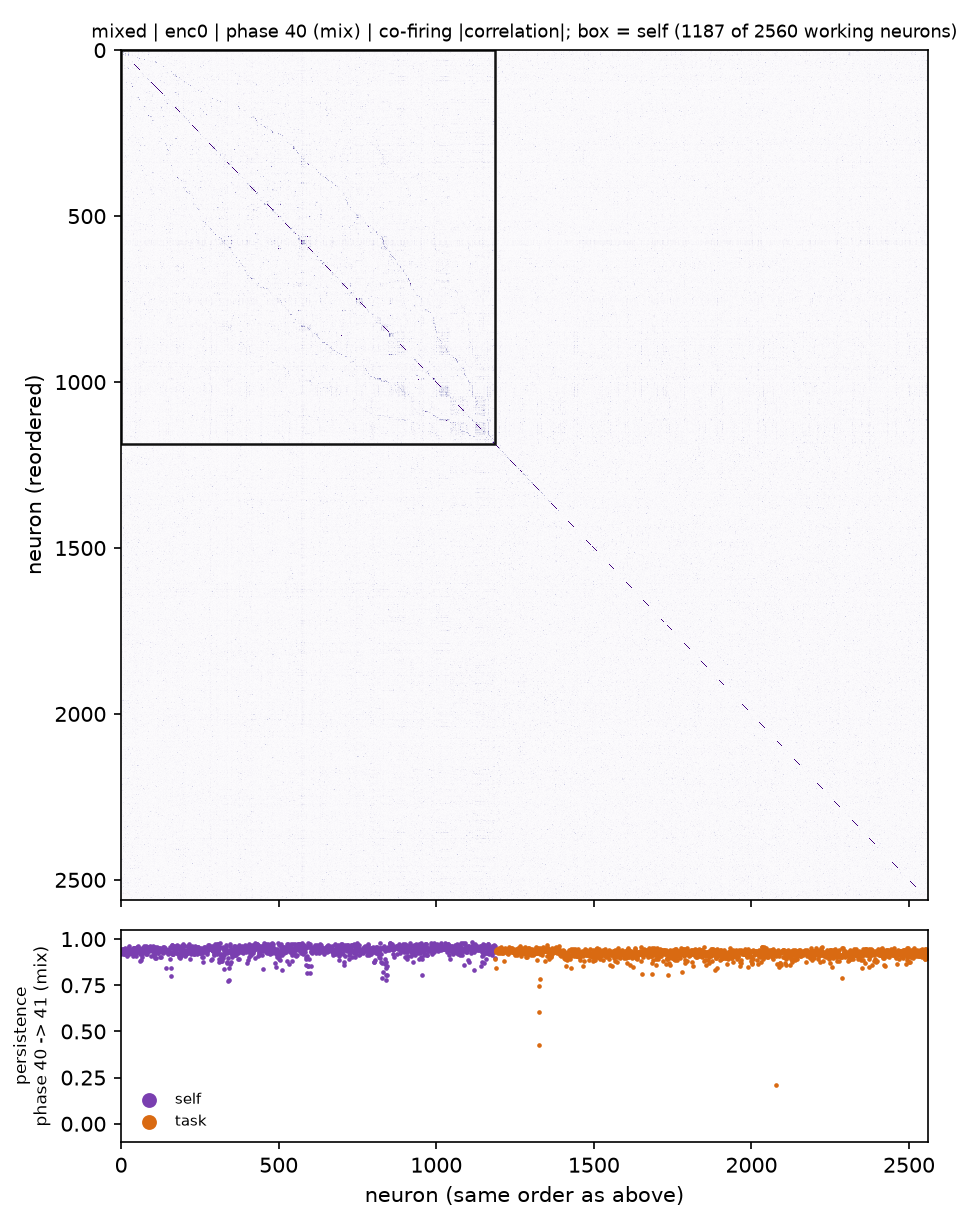 mixed | enc0 | phase 40 (mix) | co-firing |correlation|; box = self (1187 of 2560 working neurons)
0
500
1000
1500
2000
2500
neuron (reordered)
1.00
0.75
0.50
0.25
0.00
persistence
phase 40 -> 41 (mix)
self
task
0
500
1000
1500
2000
2500
neuron (same order as above)